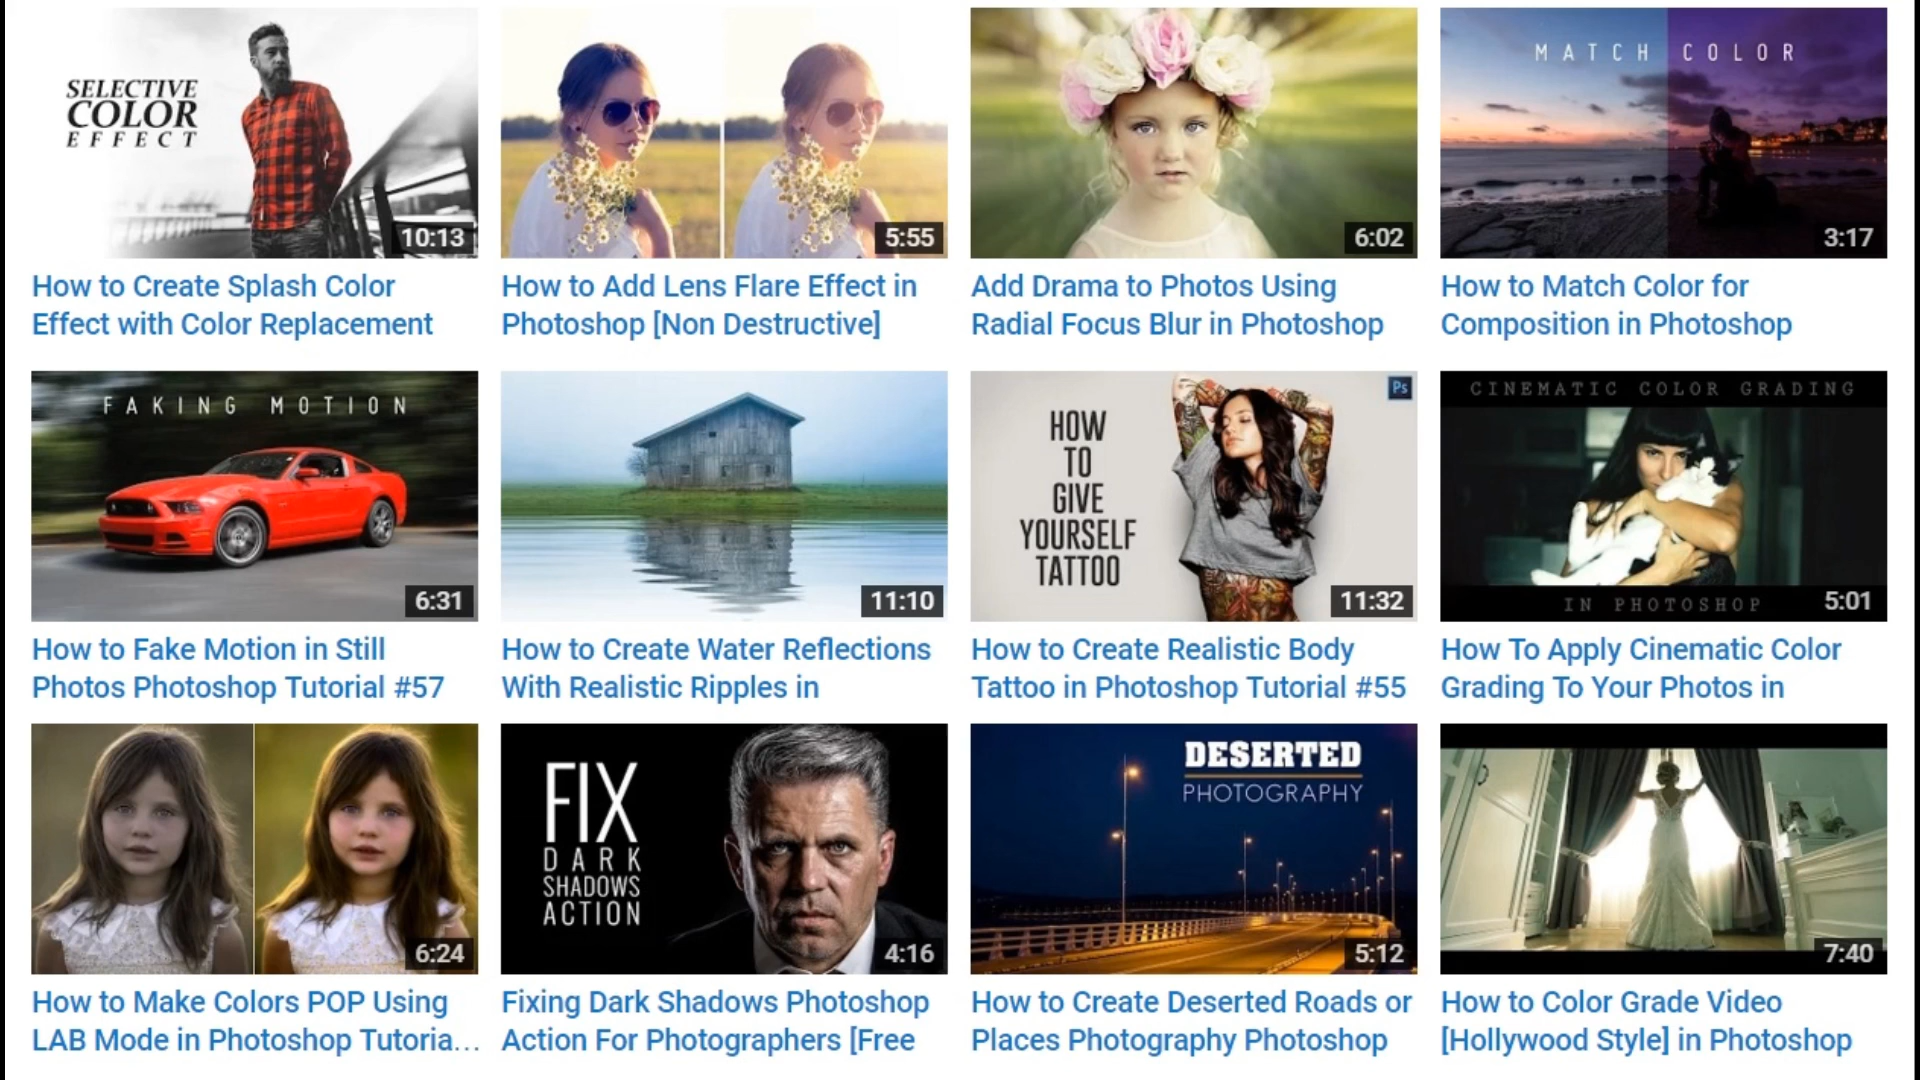 SELECTIVE
COLOR
EFFECT
10:13
How to Create Splash Color
Effect with Color Replacement
5:55
How to Add Lens Flare Effect in
Photoshop [Non Destructive]
6:02
Add Drama to Photos Using
Radial Focus Blur in Photoshop
MATCH COLOR
3:17
How to Match Color for
Composition in Photoshop
FAKING MOTION
6:31
How to Fake Motion in Still
Photos Photoshop Tutorial #57
11:10
How to Create Water Reflections
With Realistic Ripples in
Ps
HOW
TO
GIVE
YOURSELF
TATTOO
11:32
How to Create Realistic Body
Tattoo in Photoshop Tutorial #55
CINEMATIC COLOR GRADING
IN PHOTOSHOP
5:01
How To Apply Cinematic Color
Grading To Your Photos in
6:24
How to Make Colors POP Using
LAB Mode in Photoshop Tutoria...
FIX
DARK
SHADOWS
ACTION
4:16
Fixing Dark Shadows Photoshop
Action For Photographers [Free
DESERTED
PHOTOGRAPHY
5:12
How to Create Deserted Roads or
Places Photography Photoshop
7:40
How to Color Grade Video
[Hollywood Style] in Photoshop